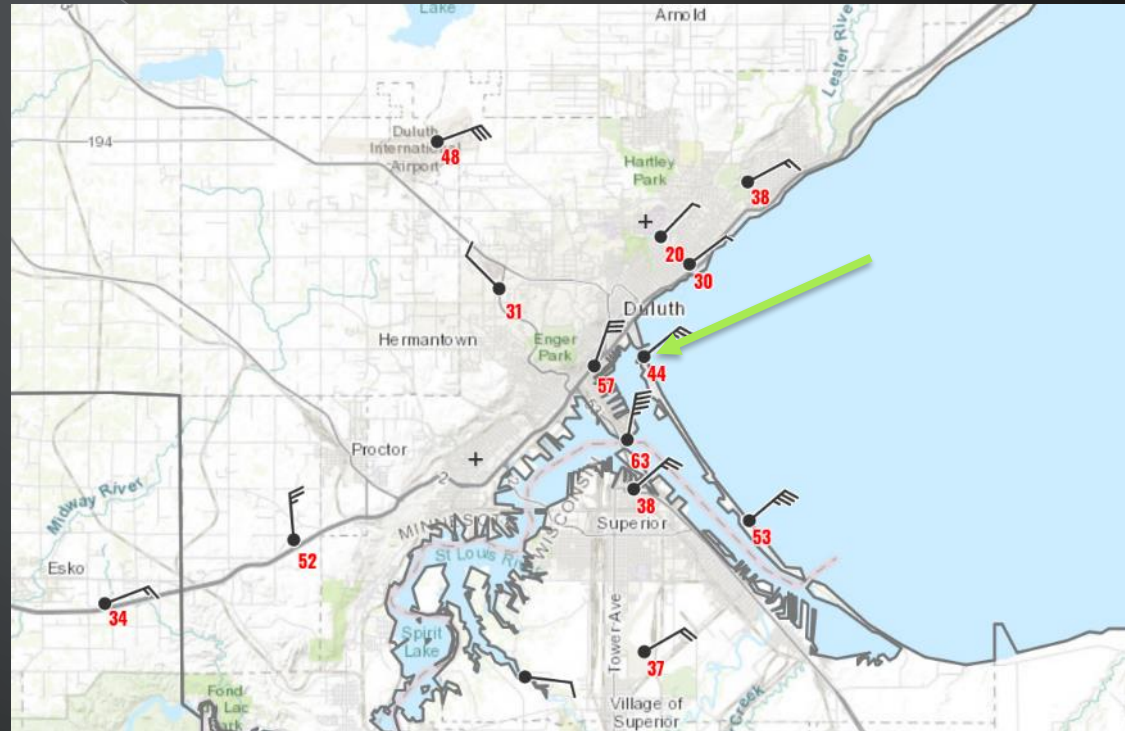 Lake
Arnold
Lester River
194
Duluth
International
Airport
48
Hartley
Park
38
20
30
31
Duluth
Hermantown
Enger
Park
44
57
53
Proctor
63
2
38
Midway River
MINNESOTA
WISCONSIN
Superior
53
52
St Louis River
Esko
34
Tower Ave
Spirit
Lake
37
Fond
du Lac
Park
Village of
Superior
Creek